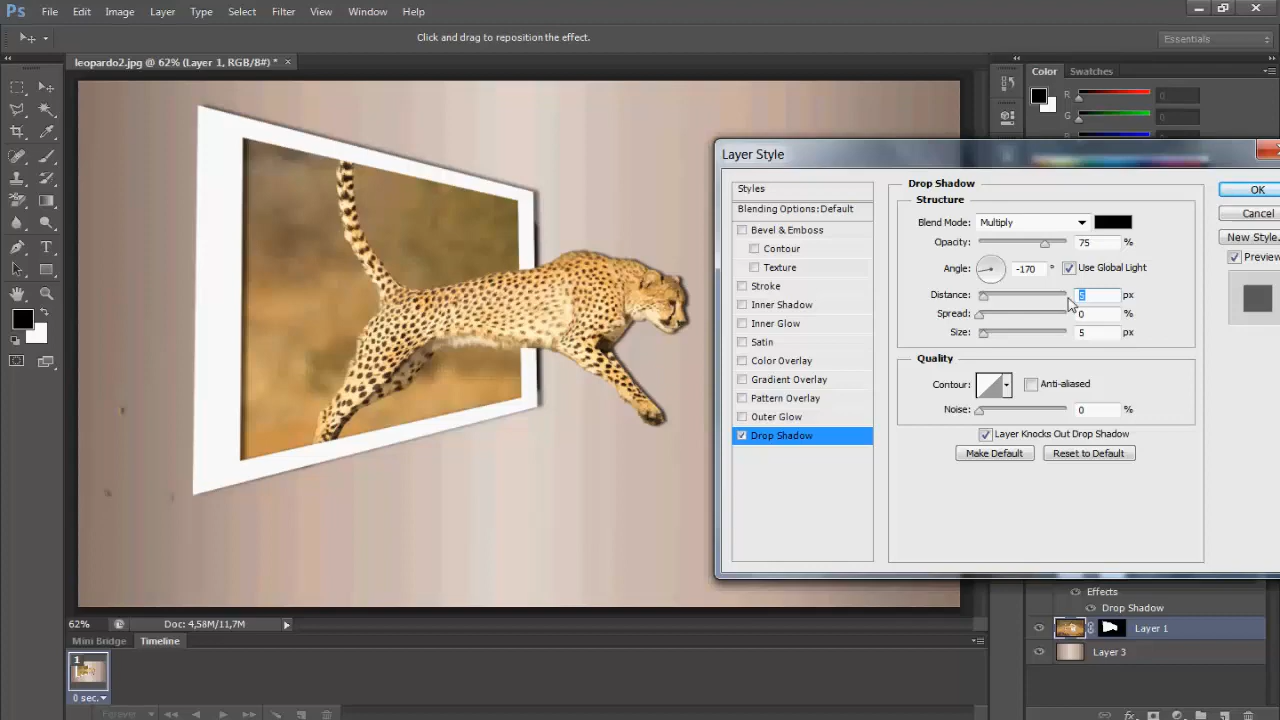 Ps File Edit Image Layer Type Select Filter View Window Help
Click and drag to reposition the effect.
Essentials
leopardo2.jpg @ 62% (Layer 1, RGB/8#) * ×
Color Swatches
R 0
G 0
B
Layer Style
Styles
Blending Options:Default
Bevel & Emboss
Contour
Texture
Stroke
Inner Shadow
Inner Glow
Satin
Color Overlay
Gradient Overlay
Pattern Overlay
Outer Glow
Drop Shadow
Drop Shadow
Structure
Blend Mode: Multiply
Opacity: 75 %
Angle: -170 ° Use Global Light
Distance: 5 px
Spread: 0 %
Size: 5 px
Quality
Contour: Anti-aliased
Noise: 0 %
Layer Knocks Out Drop Shadow
Make Default Reset to Default
OK
Cancel
New Style.
Preview
Effects
Drop Shadow
Layer 1
Layer 3
62% Doc: 4,58M/11,7M
Mini Bridge Timeline
1
0 sec.
Forever